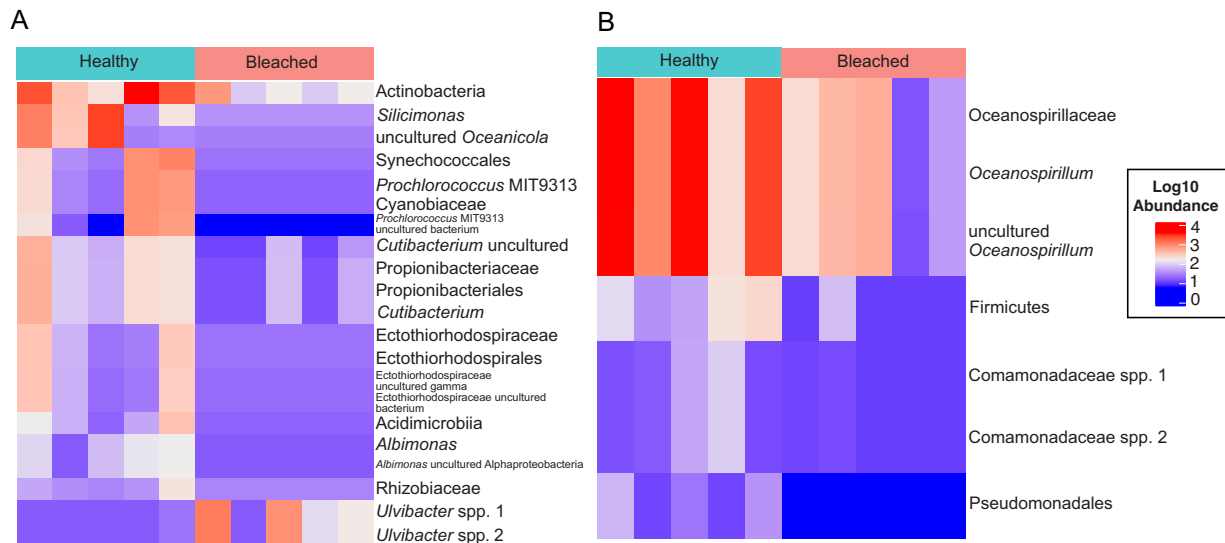 A
Healthy
Bleached
Actinobacteria
Silicimonas
uncultured Oceanicola
Synechococcales
Prochlorococcus MIT9313
Cyanobiaceae
Prochlorococcus MIT9313
uncultured bacterium
Cutibacterium uncultured
Propionibacteriaceae
Propionibacteriales
Cutibacterium
Ectothiorhodospiraceae
Ectothiorhodospirales
Ectothiorhodospiraceae
uncultured gamma
Ectothiorhodospiraceae uncultured
bacterium
Acidimicrobiia
Albimonas
Albimonas uncultured Alphaproteobacteria
Rhizobiaceae
Ulvibacter spp. 1
Ulvibacter spp. 2
B
Healthy
Bleached
Oceanospirillaceae
Oceanospirillum
uncultured
Oceanospirillum
Firmicutes
Comamonadaceae spp. 1
Comamonadaceae spp. 2
Pseudomonadales
Log10
Abundance
4
3
2
1
0